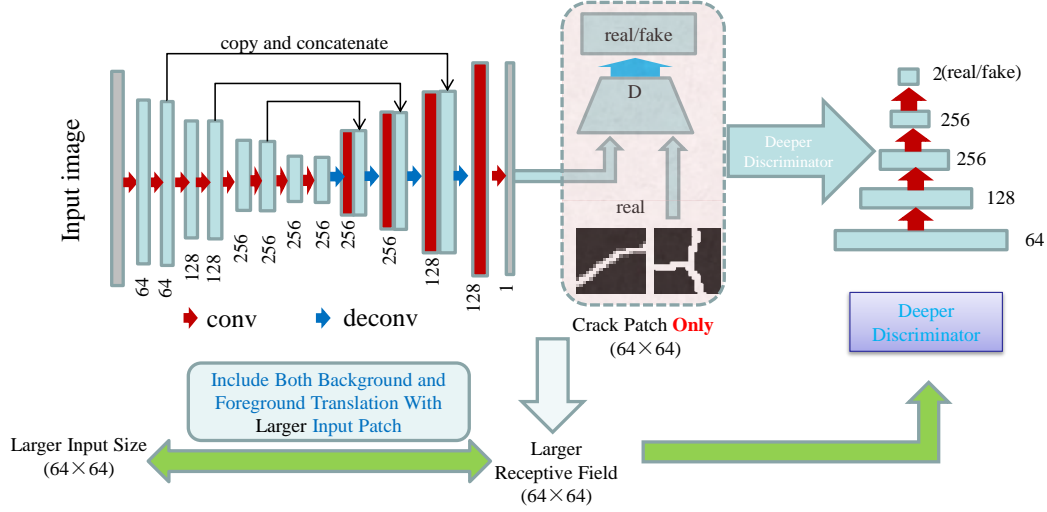 copy and concatenate
Input image
64
64
128
128
256
256
256
256
256
256
128
128
1
conv
deconv
real/fake
D
real
Crack Patch Only
(64×64)
Deeper
Discriminator
2(real/fake)
256
256
128
64
Deeper
Discriminator
Include Both Background and
Foreground Translation With
Larger Input Patch
Larger Input Size
(64×64)
Larger
Receptive Field
(64×64)